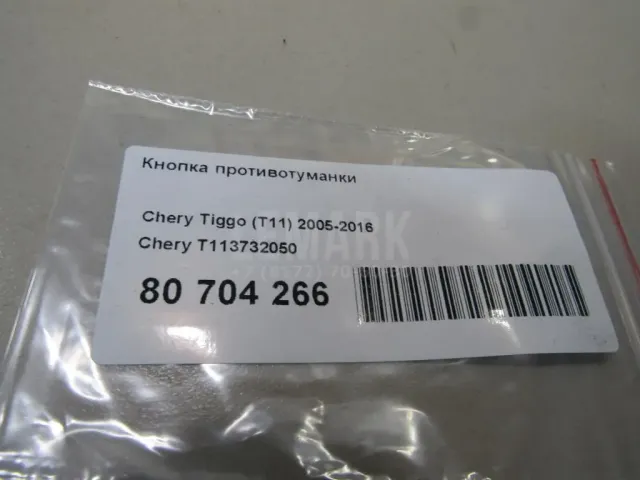 Кнопка противотуманки
Chery Tiggo (T11) 2005-2016
Chery T113732050
80 704 266